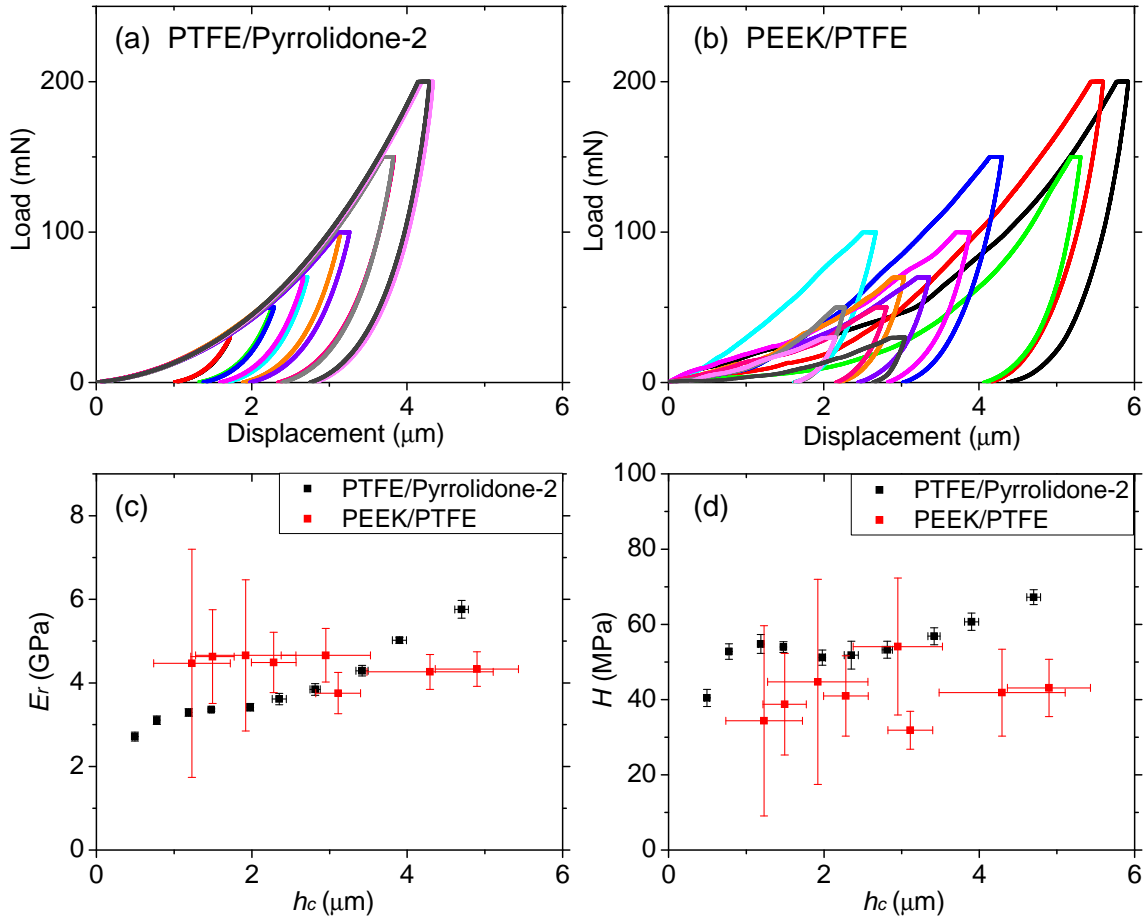 (a) PTFE/Pyrrolidone-2
200
100
0
Load (mN)
0 2 4 6
Displacement (μm)
(b) PEEK/PTFE
200
100
0
Load (mN)
0 2 4 6
Displacement (μm)
(c)
PTFE/Pyrrolidone-2
PEEK/PTFE
8
6
4
2
0
Er (GPa)
0 2 4 6
hc (μm)
(d)
PTFE/Pyrrolidone-2
PEEK/PTFE
100
80
60
40
20
0
H (MPa)
0 1 2 3 4 5 6
hc (μm)